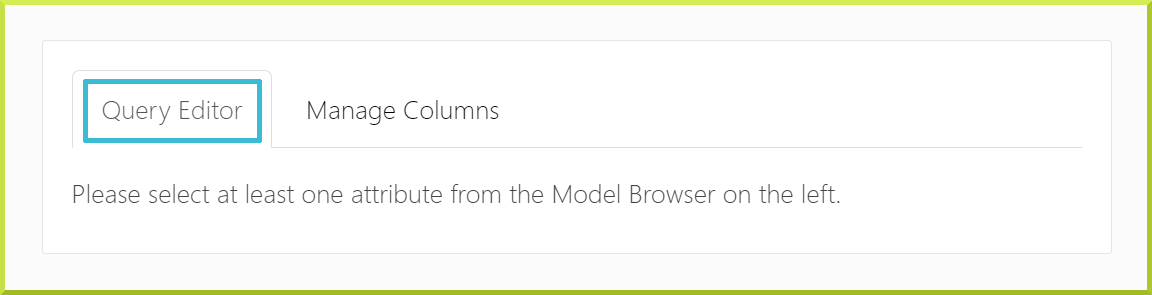 Query Editor Manage Columns
Please select at least one attribute from the Model Browser on the left.